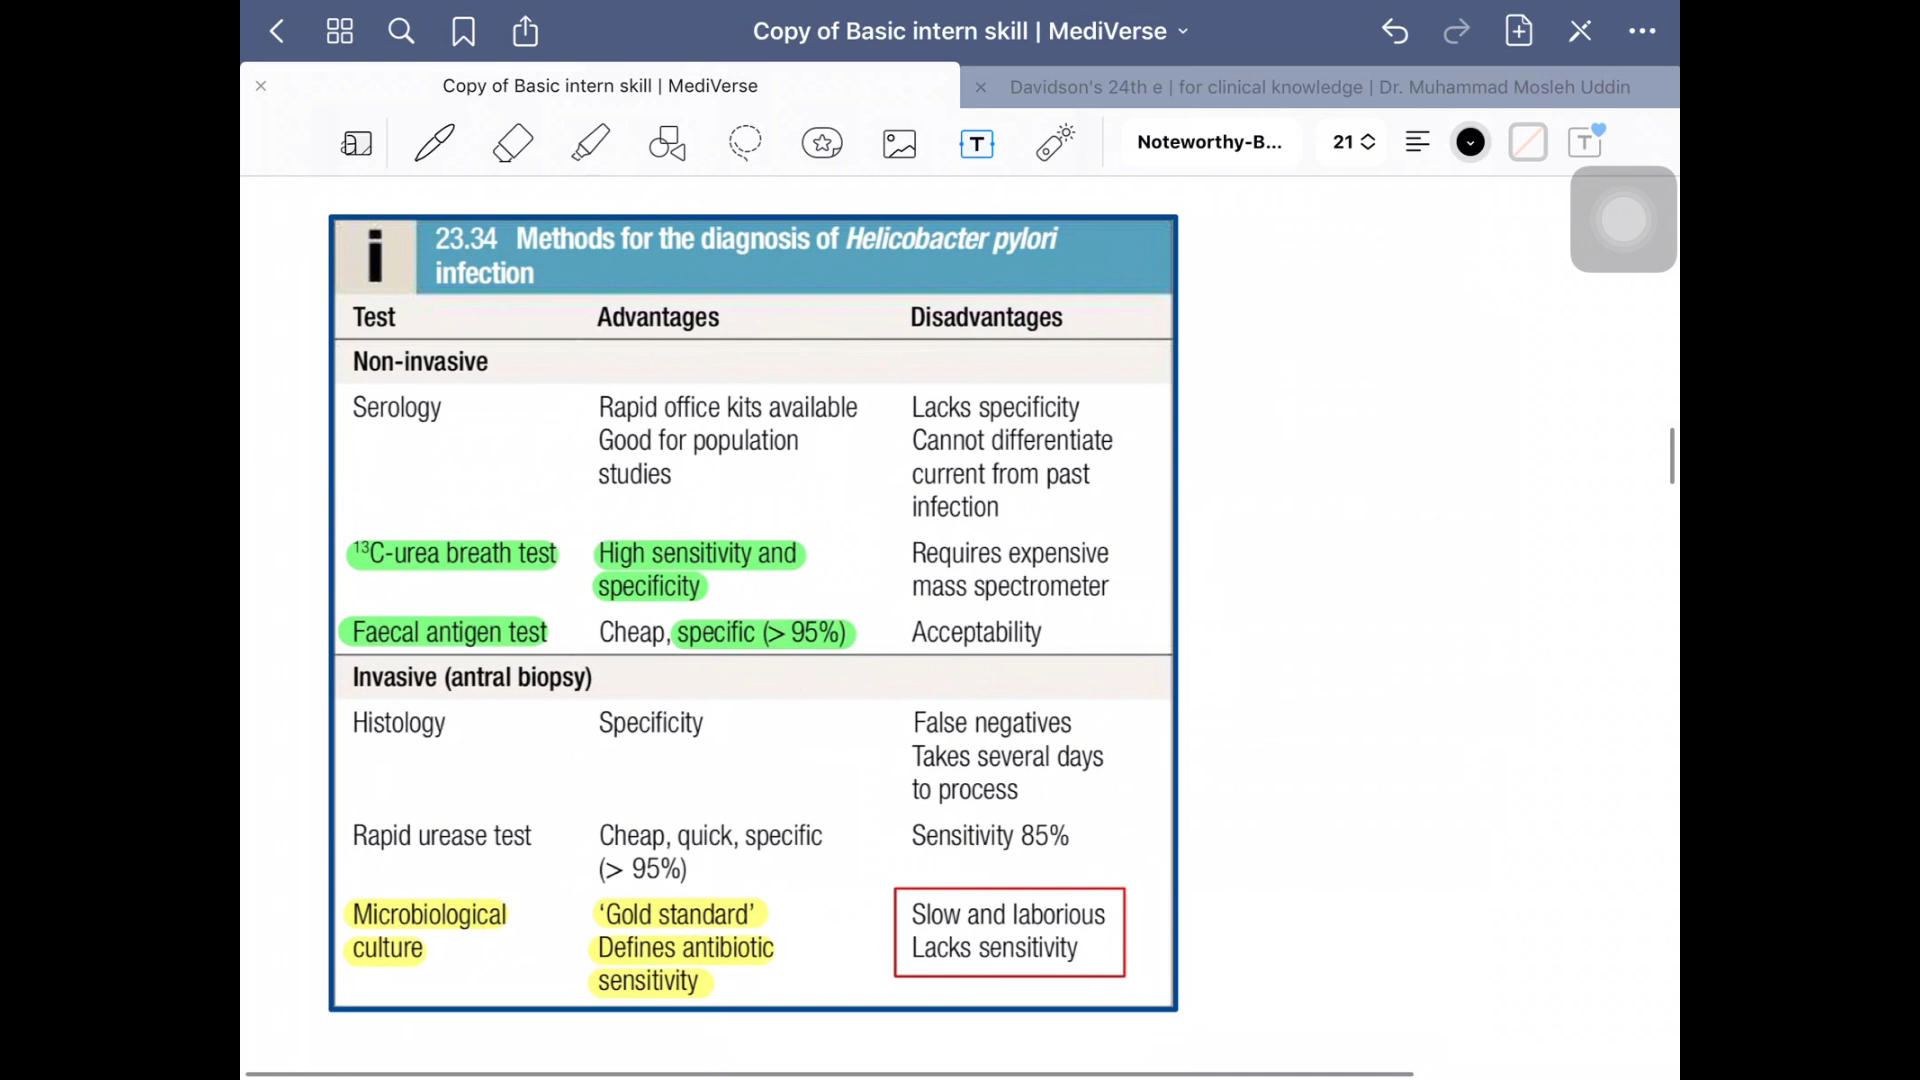 Copy of Basic intern skill | MediVerse
Copy of Basic intern skill | MediVerse
Davidson's 24th e | for clinical knowledge | Dr. Muhammad Mosleh Uddin
Noteworthy-B...
21
i
23.34 Methods for the diagnosis of Helicobacter pylori
infection
Test Advantages Disadvantages
Non-invasive
Serology Rapid office kits available Lacks specificity
Good for population Cannot differentiate
studies current from past
infection
¹³C-urea breath test High sensitivity and Requires expensive
specificity mass spectrometer
Faecal antigen test Cheap, specific (> 95%) Acceptability
Invasive (antral biopsy)
Histology Specificity False negatives
Takes several days
to process
Rapid urease test Cheap, quick, specific Sensitivity 85%
(> 95%)
Microbiological 'Gold standard' Slow and laborious
culture Defines antibiotic Lacks sensitivity
sensitivity